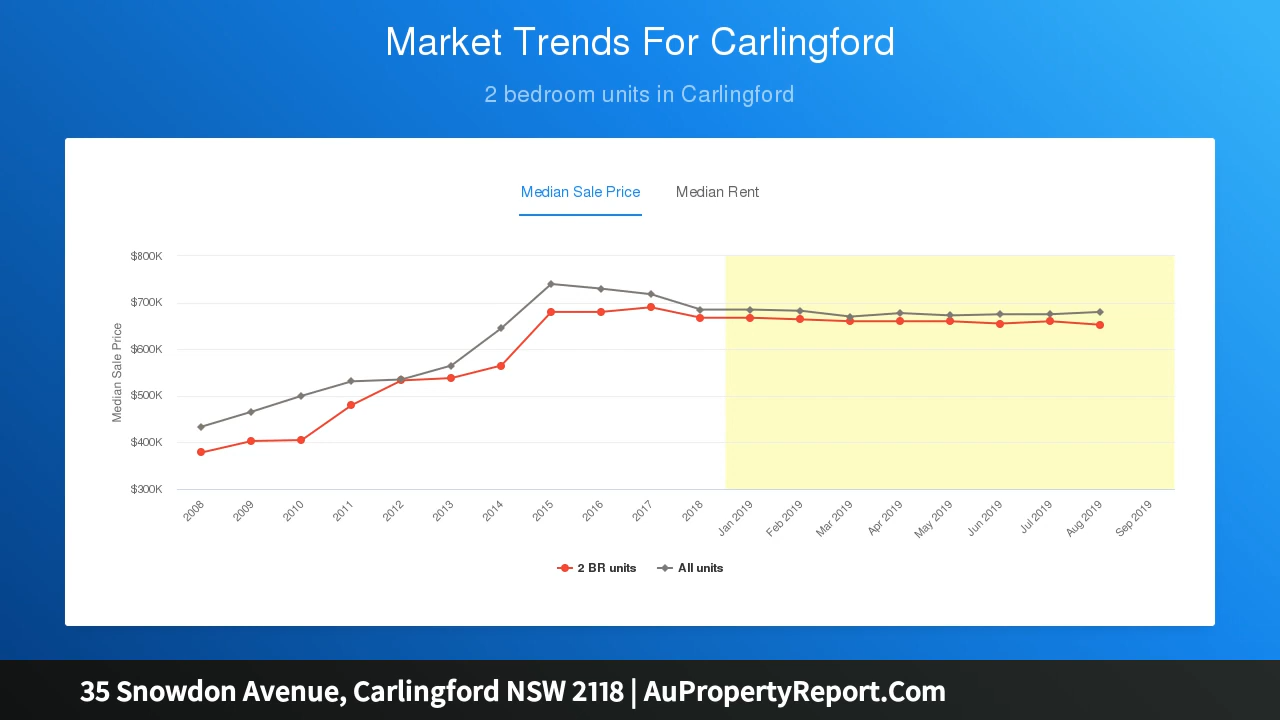 Market Trends For Carlingford
2 bedroom units in Carlingford
Median Sale Price Median Rent
$800K
$700K
$600K
$500K
$400K
$300K
Median Sale Price
2008 2009 2010 2011 2012 2013 2014 2015 2016 2017 2018 Jan 2019 Feb 2019 Mar 2019 Apr 2019 May 2019 Jun 2019 Jul 2019 Aug 2019 Sep 2019
2 BR units All units
35 Snowdon Avenue, Carlingford NSW 2118 | AuPropertyReport.Com